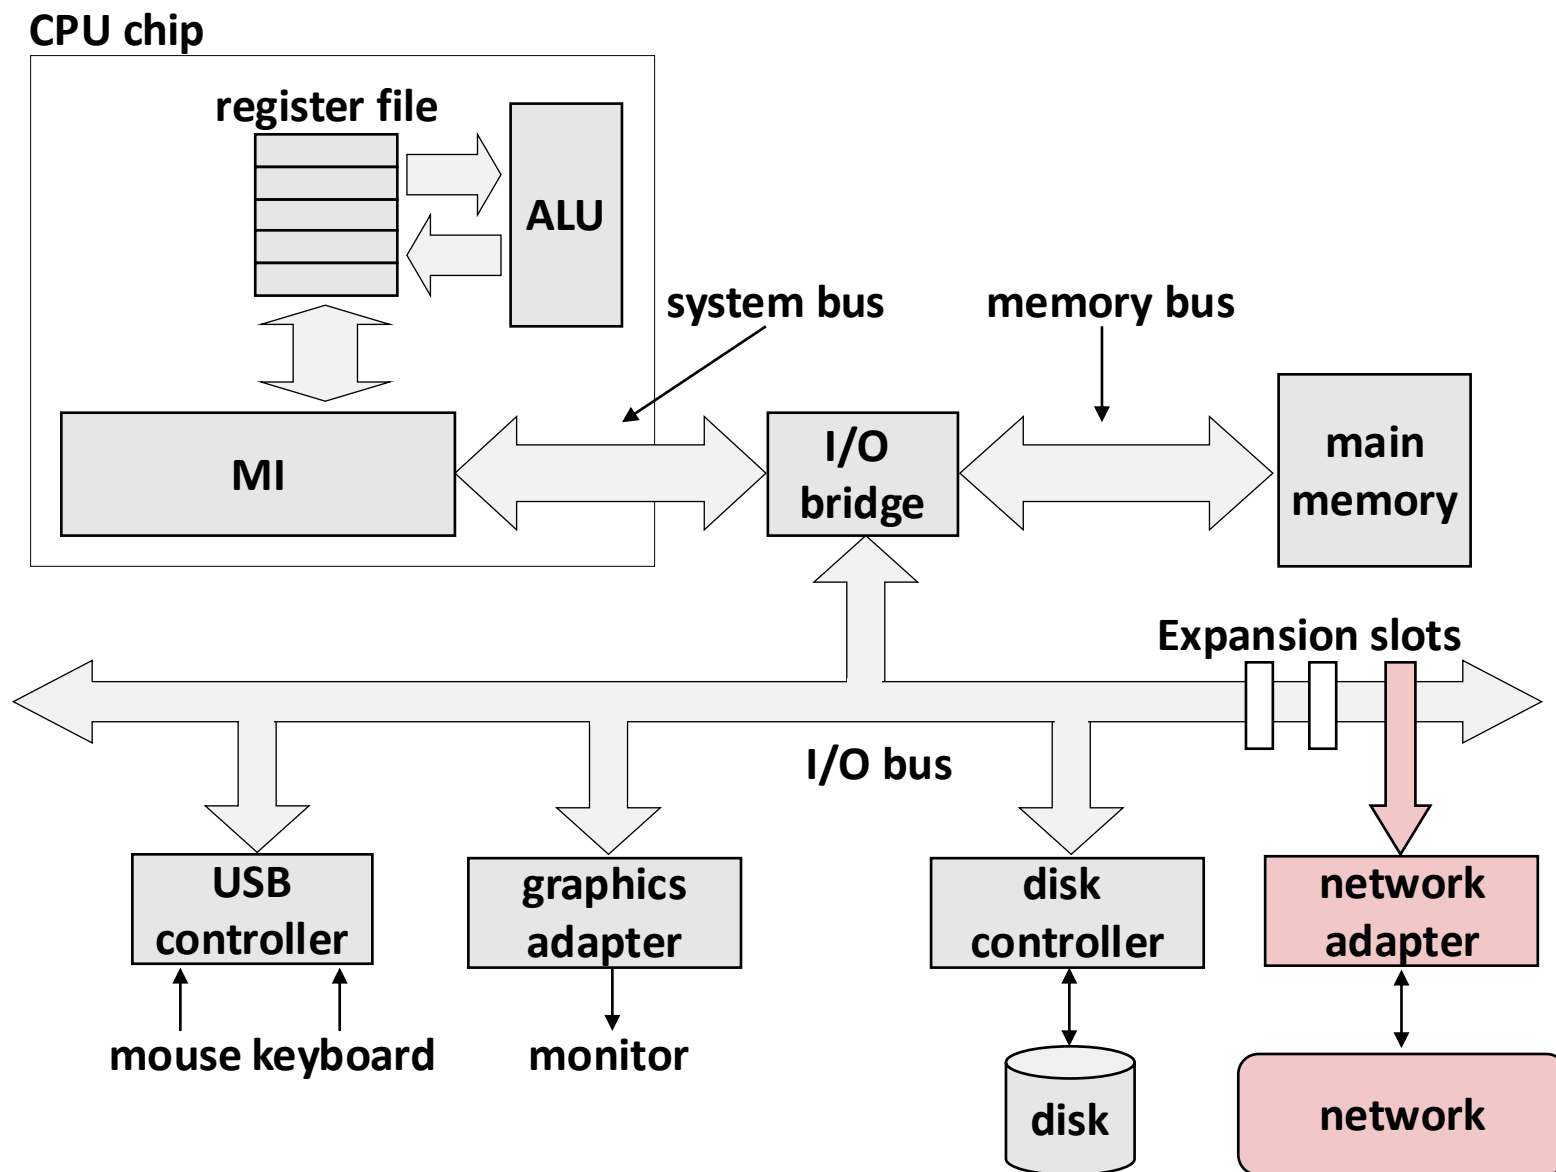 CPU chip
register file
ALU
system bus
memory bus
MI
I/O
bridge
main
memory
Expansion slots
I/O bus
USB
controller
graphics
adapter
disk
controller
network
adapter
mouse keyboard
monitor
disk
network